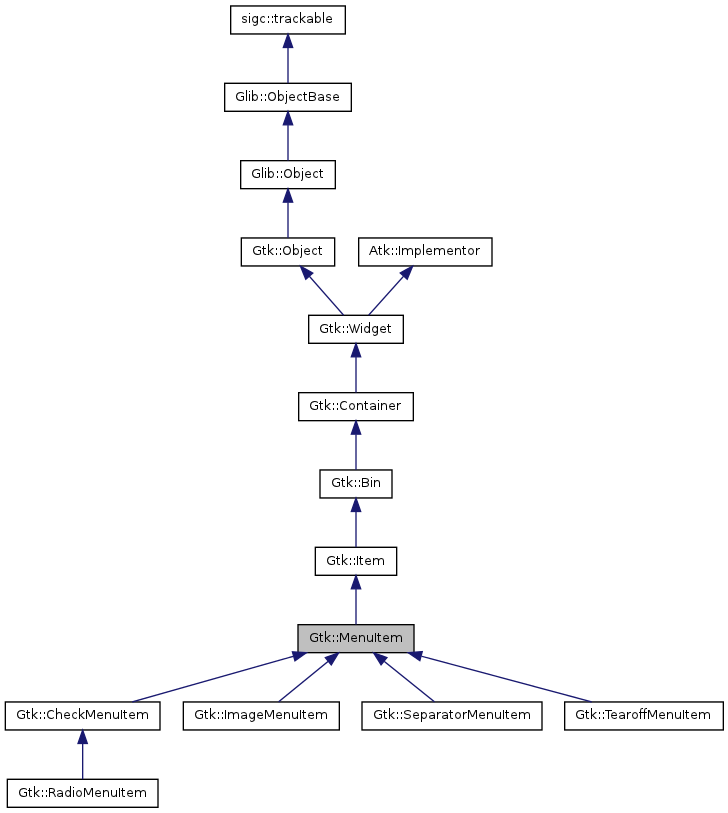 sigc::trackable
Glib::ObjectBase
Glib::Object
Gtk::Object
Atk::Implementor
Gtk::Widget
Gtk::Container
Gtk::Bin
Gtk::Item
Gtk::MenuItem
Gtk::CheckMenuItem
Gtk::ImageMenuItem
Gtk::SeparatorMenuItem
Gtk::TearoffMenuItem
Gtk::RadioMenuItem